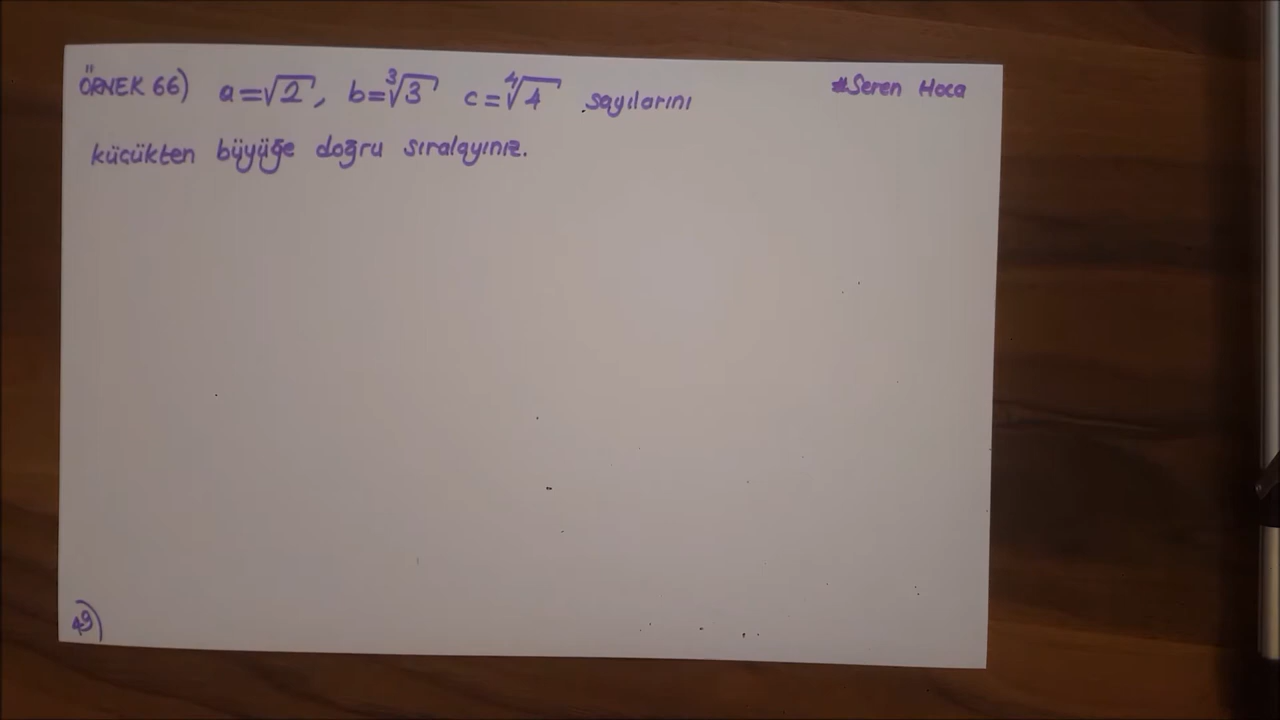 ÖRNEK 66) a=√2, b=∛3 c=∜4 sayılarını #Seren Hoca
küçükten büyüğe doğru sıralayınız.
49